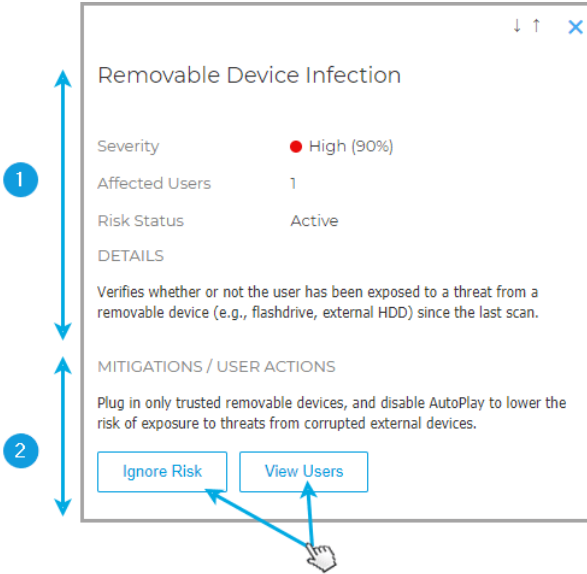 ↓ ↑ ×
Removable Device Infection
Severity High (90%)
Affected Users 1
Risk Status Active
DETAILS
Verifies whether or not the user has been exposed to a threat from a
removable device (e.g., flashdrive, external HDD) since the last scan.
1
MITIGATIONS / USER ACTIONS
Plug in only trusted removable devices, and disable AutoPlay to lower the
risk of exposure to threats from corrupted external devices.
2
Ignore Risk View Users